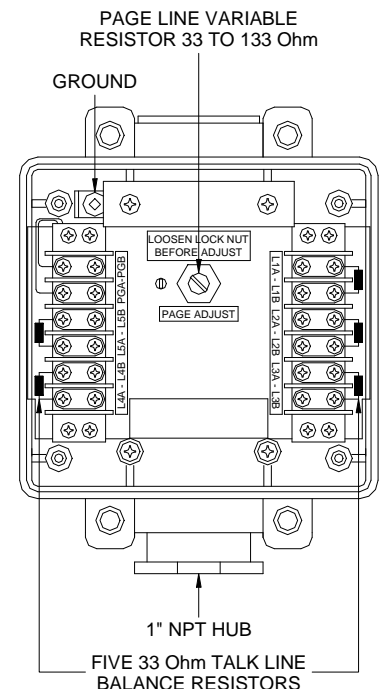 PAGE LINE VARIABLE
RESISTOR 33 TO 133 Ohm
GROUND
LOOSEN LOCK NUT
BEFORE ADJUST
PAGE ADJUST
L4A - L4B L5A - L5B PGA-PGB
L1A - L1B L2A - L2B L3A - L3B
1" NPT HUB
FIVE 33 Ohm TALK LINE
BALANCE RESISTORS